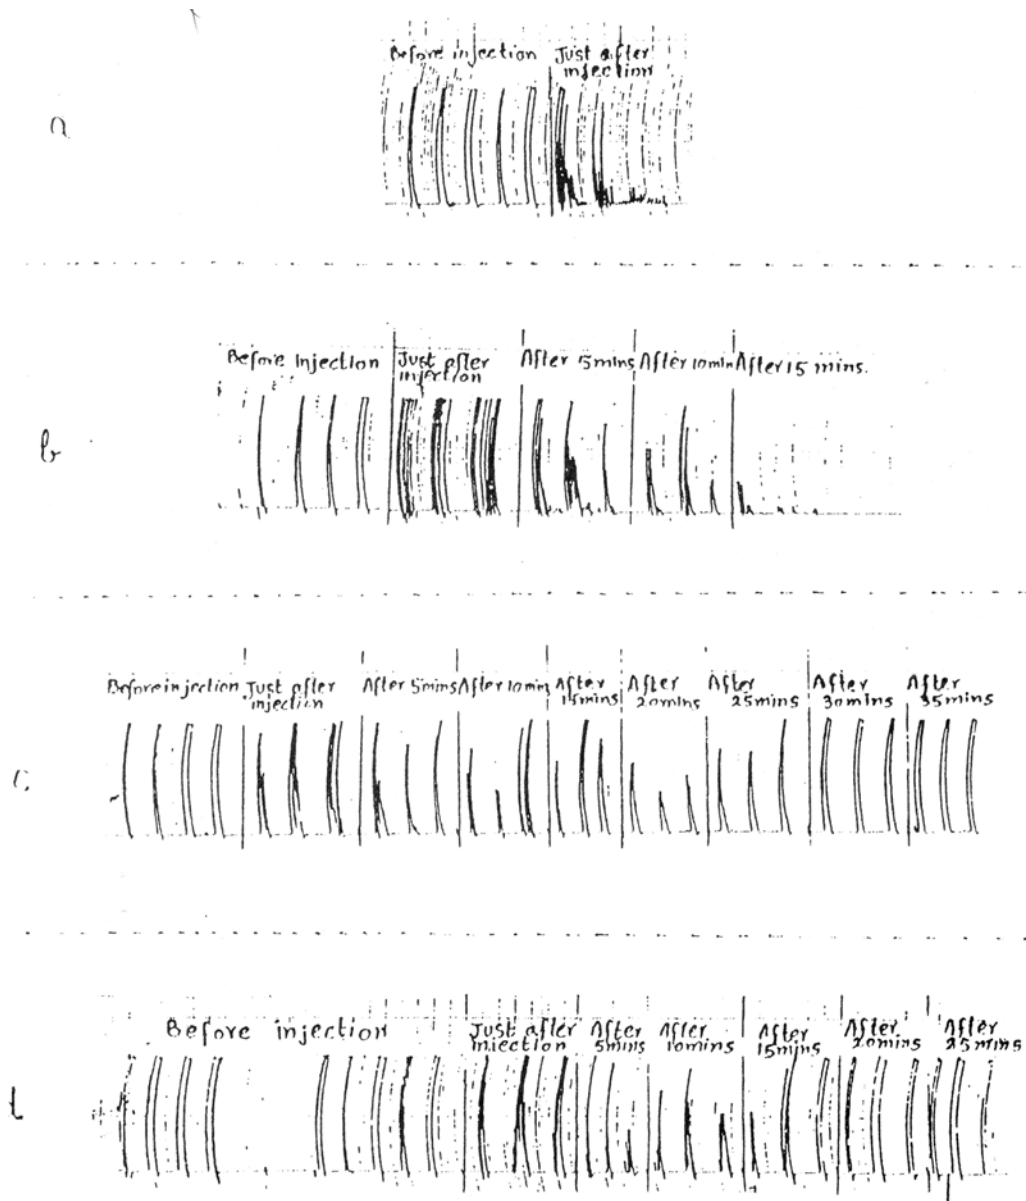 a
Before injection
Just after
injection
b
Before injection
Just after
injection
After 5mins
After 10min
After 15 mins.
c
Before injection
Just after
injection
After 5mins
After 10mins
After
15mins
After
20mins
After
25mins
After
30mins
After
35mins
Before injection
Just after
injection
After
5mins
After
10mins
After
15mins
After
20mins
After
25mins